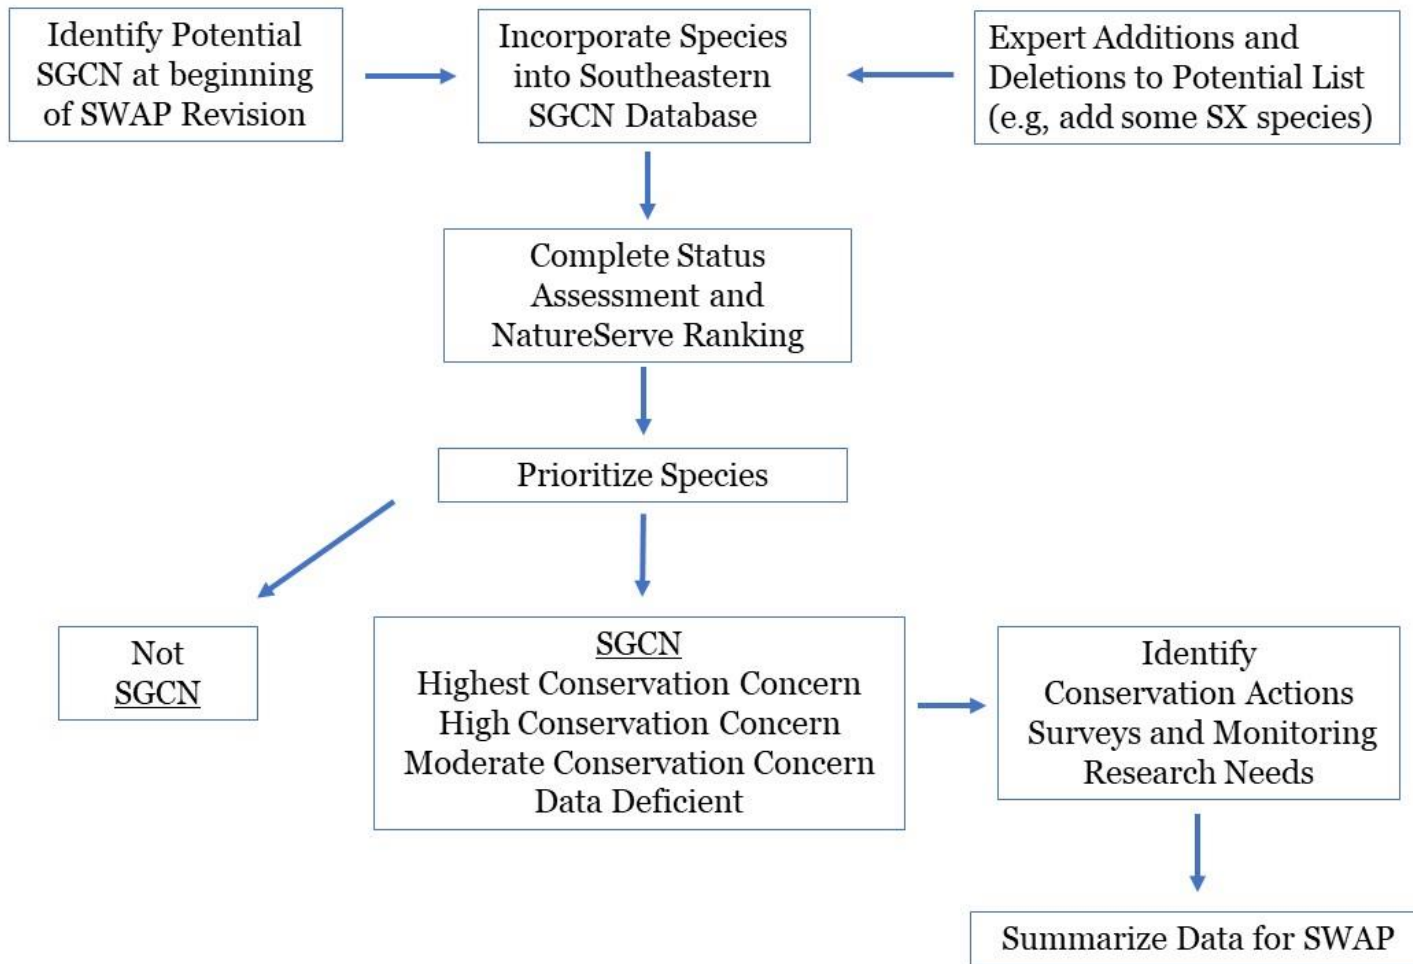 Identify Potential
SGCN at beginning
of SWAP Revision
Incorporate Species
into Southeastern
SGCN Database
Expert Additions and
Deletions to Potential List
(e.g, add some SX species)
Complete Status
Assessment and
NatureServe Ranking
Prioritize Species
Not
SGCN
SGCN
Highest Conservation Concern
High Conservation Concern
Moderate Conservation Concern
Data Deficient
Identify
Conservation Actions
Surveys and Monitoring
Research Needs
Summarize Data for SWAP